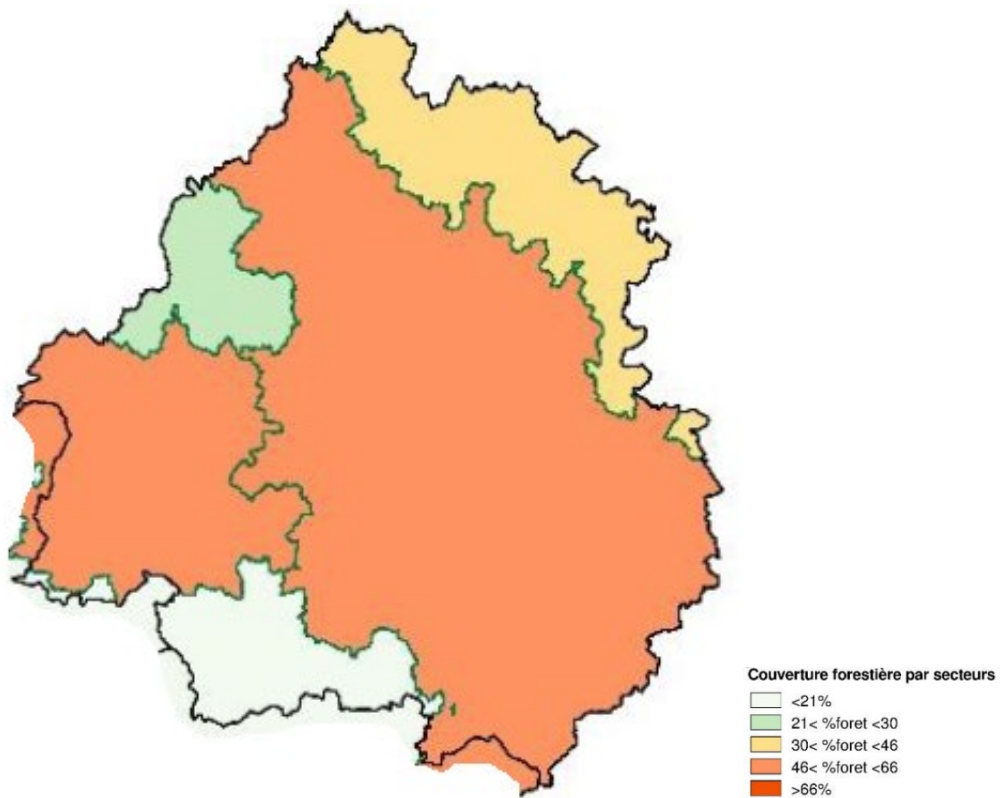 Couverture forestière par secteurs
<21%
21< %foret <30
30< %foret <46
46< %foret <66
>66%